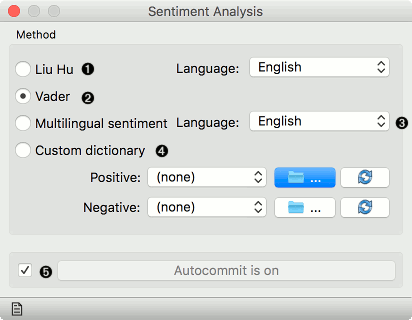 Sentiment Analysis
Method
Liu Hu ❶ Language: English
Vader ❷
Multilingual sentiment Language: English ❸
Custom dictionary ❹
Positive: (none) ...
Negative: (none) ...
❺ Autocommit is on